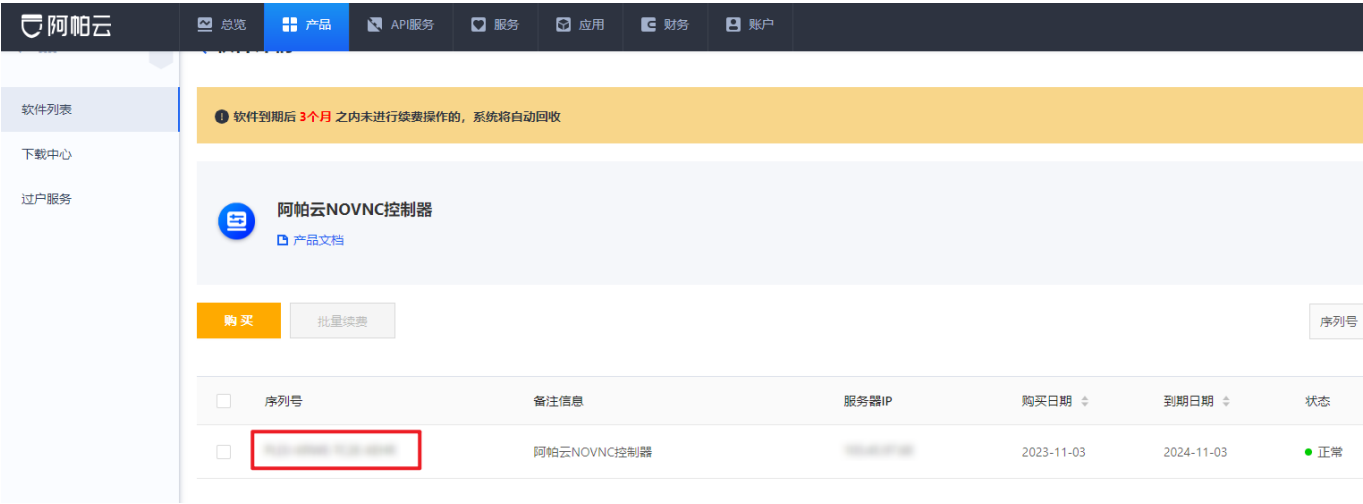 阿帕云 总览 产品 API服务 服务 应用 财务 账户
软件列表
下载中心
过户服务
软件到期后 3个月 之内未进行续费操作的，系统将自动回收
阿帕云NOVNC控制器
产品文档
购 买 批量续费 序列号
序列号 备注信息 服务器IP 购买日期 到期日期 状态
阿帕云NOVNC控制器 2023-11-03 2024-11-03 正常